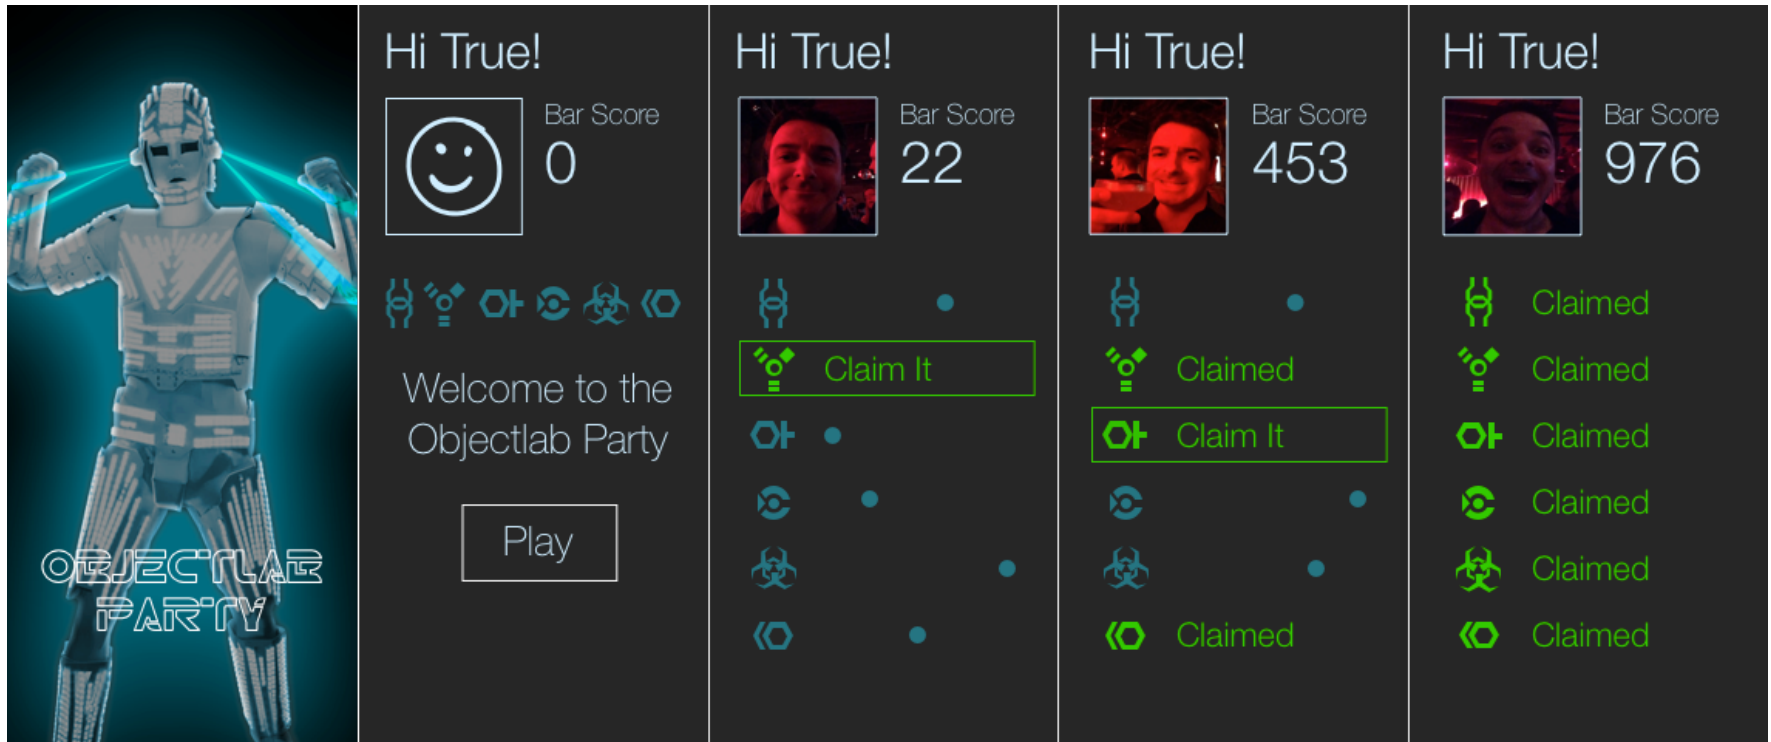 OBJECTLAB
PARTY
Hi True!
Bar Score
0
Welcome to the
Objectlab Party
Play
Hi True!
Bar Score
22
Claim It
Hi True!
Bar Score
453
Claimed
Claim It
Claimed
Hi True!
Bar Score
976
Claimed
Claimed
Claimed
Claimed
Claimed
Claimed